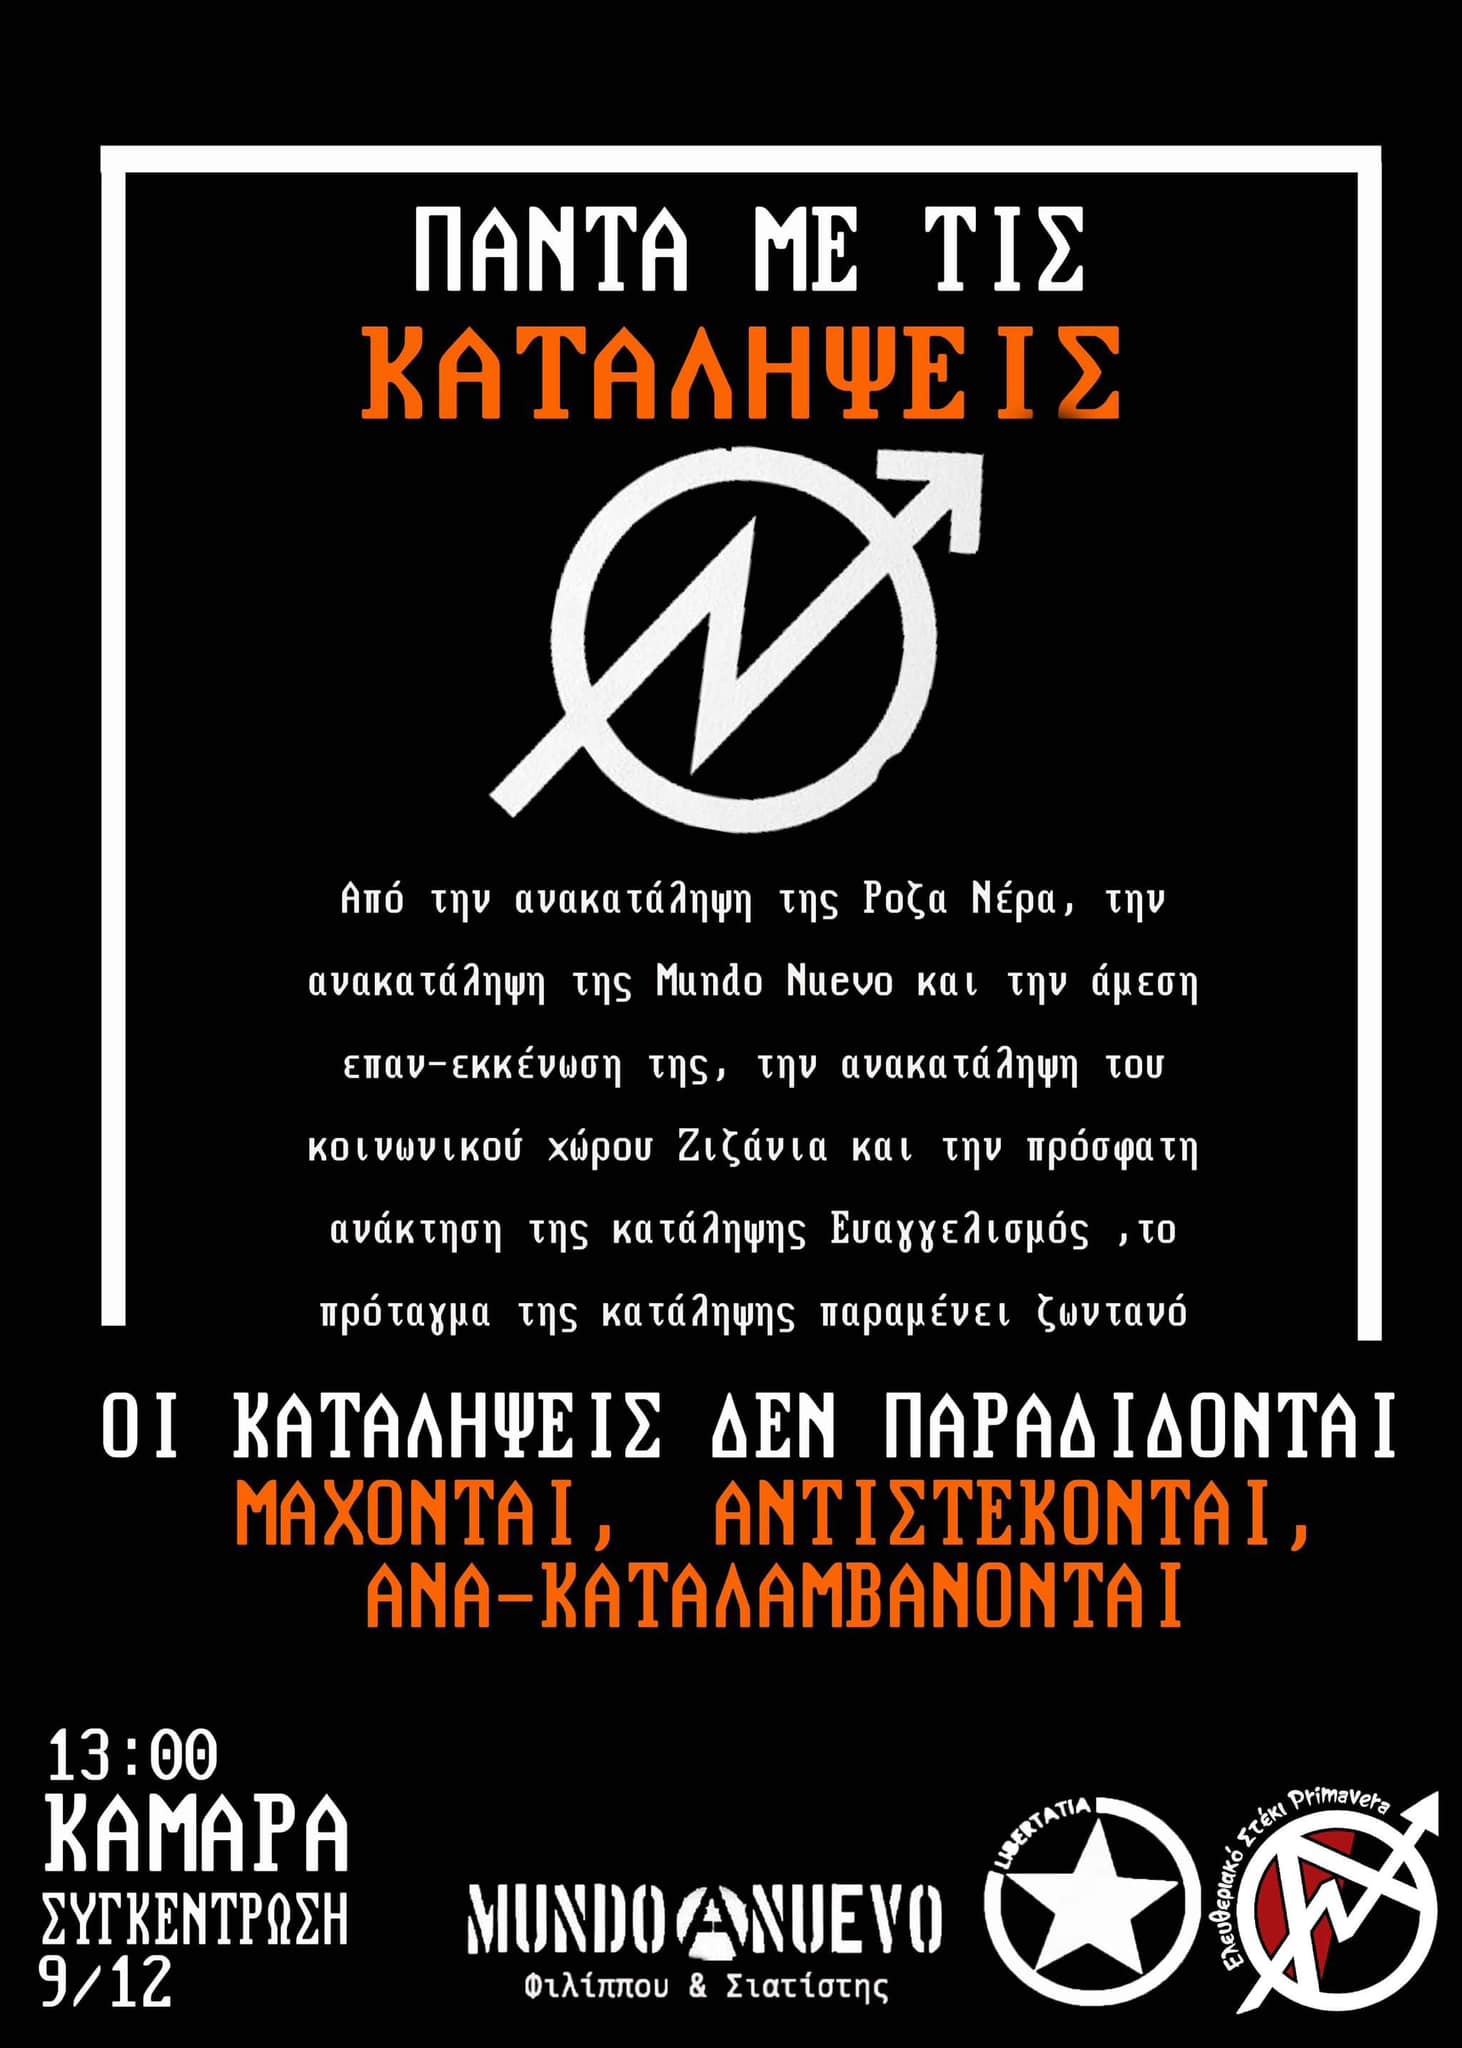 ΠΑΝΤΑ ΜΕ ΤΙΣ
ΚΑΤΑΛΗΨΕΙΣ
Από την ανακατάληψη της Ροζα Νέρα, την
ανακατάληψη της Mundo Nuevo και την άμεση
επαν-εκκένωση της, την ανακατάληψη του
κοινωνικού χώρου Ζιζάνια και την πρόσφατη
ανάκτηση της κατάληψης Ευαγγελισμός ,το
πρόταγμα της κατάληψης παραμένει ζωντανό
ΟΙ ΚΑΤΑΛΗΨΕΙΣ ΔΕΝ ΠΑΡΑΔΙΔΟΝΤΑΙ
ΜΑΧΟΝΤΑΙ, ΑΝΤΙΣΤΕΚΟΝΤΑΙ,
ΑΝΑ-ΚΑΤΑΛΑΜΒΑΝΟΝΤΑΙ
13:00
ΚΑΜΑΡΑ
ΣΥΓΚΕΝΤΡΩΣΗ
9/12
MUNDO NUEVO
Φιλίππου & Σιατίστης
LIBERTATIA
Ελευθεριακό Στέκι Primavera